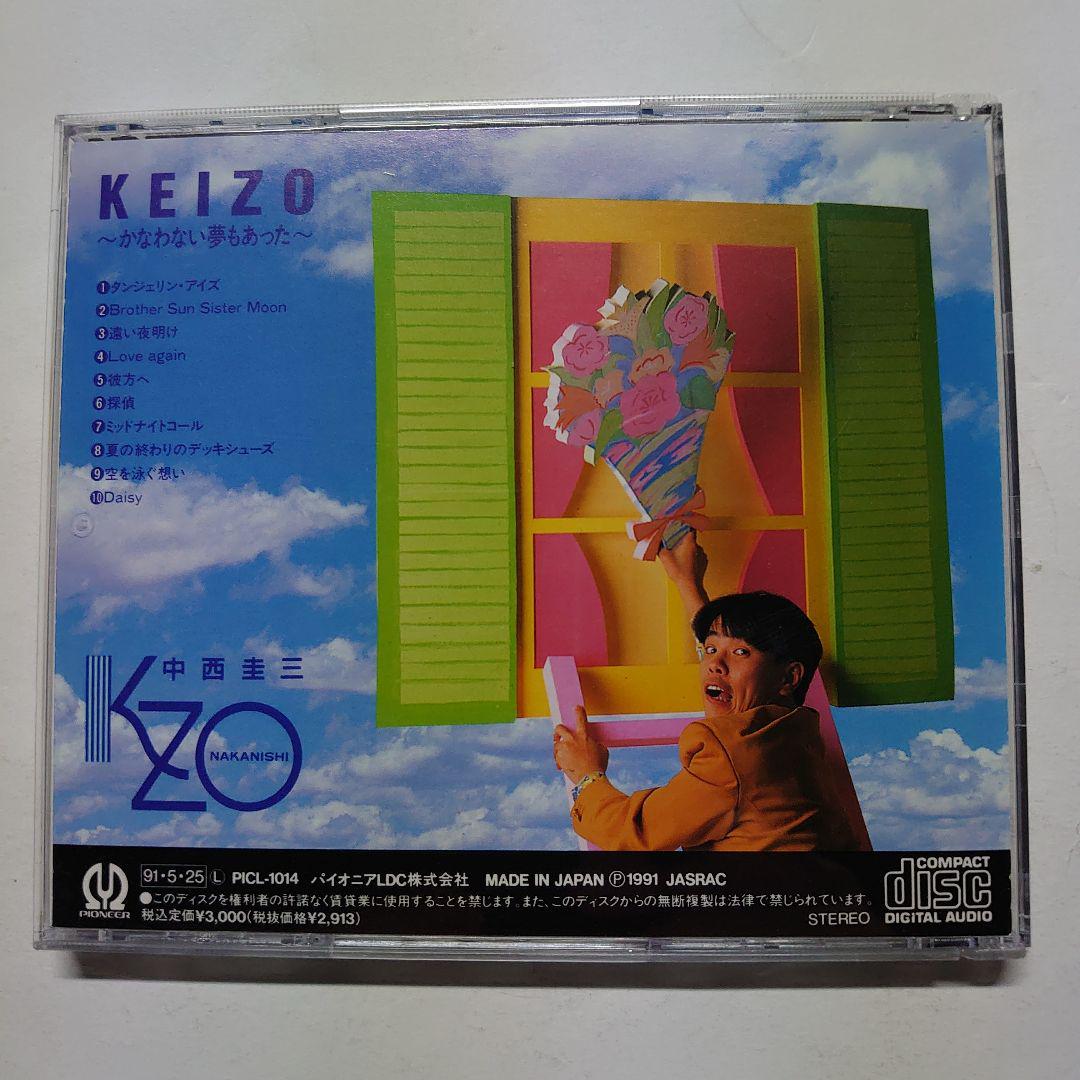 KEIZO
〜かなわない夢もあった〜
1タンジェリン・アイズ
2Brother Sun Sister Moon
3遠い夜明け
4Love again
5彼方へ
6探偵
7ミッドナイトコール
8夏の終わりのデッキシューズ
9空を泳ぐ想い
10Daisy
中西圭三
KZO
NAKANISHI
PIONEER
91・5・25 Ⓛ PICL-1014 パイオニアLDC株式会社 MADE IN JAPAN Ⓟ1991 JASRAC
●このディスクを権利者の許諾なく賃貸業に使用することを禁じます。また、このディスクからの無断複製は法律で禁じられています。
税込定価¥3,000(税抜価格¥2,913)
STEREO
COMPACT
disc
DIGITAL AUDIO